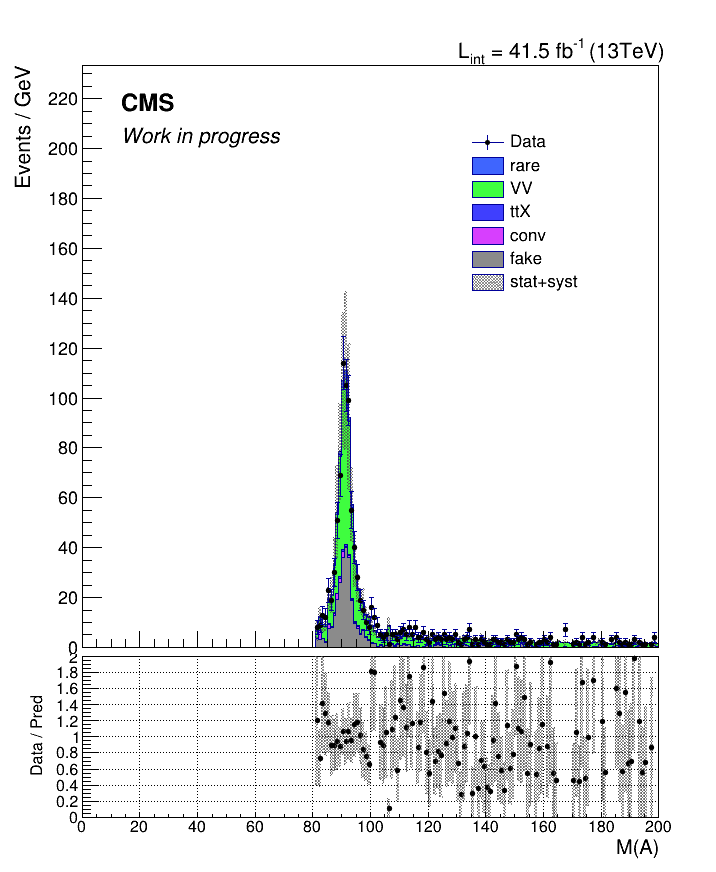 L_int = 41.5 fb⁻¹ (13TeV)
Events / GeV
CMS
Work in progress
220
200
180
160
140
120
100
80
60
40
20
0
Data
rare
VV
ttX
conv
fake
stat+syst
Data / Pred
2
1.8
1.6
1.4
1.2
1
0.8
0.6
0.4
0.2
0
0 20 40 60 80 100 120 140 160 180 200
M(A)